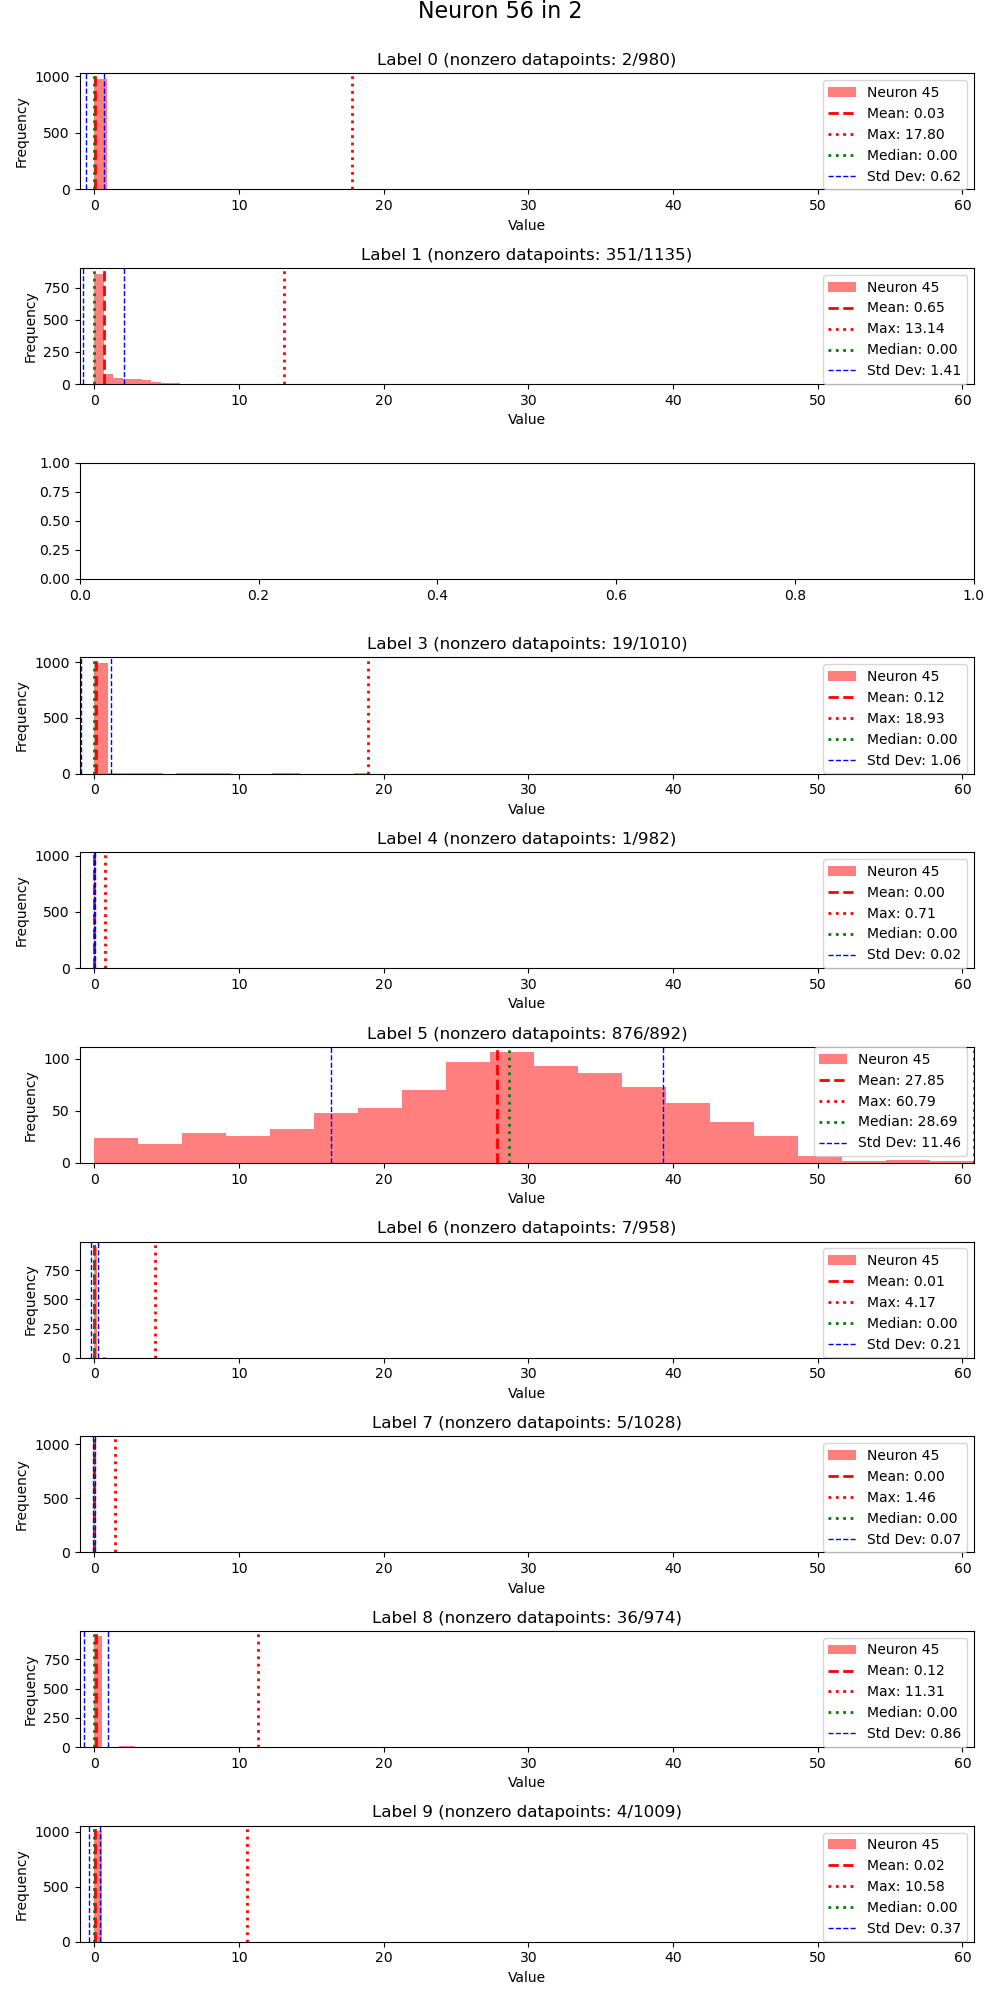 Neuron 56 in 2
Label 0 (nonzero datapoints: 2/980)
Frequency
1000
500
0
Neuron 45
Mean: 0.03
Max: 17.80
Median: 0.00
Std Dev: 0.62
0 10 20 30 40 50 60
Value
Label 1 (nonzero datapoints: 351/1135)
Frequency
750
500
250
0
Neuron 45
Mean: 0.65
Max: 13.14
Median: 0.00
Std Dev: 1.41
0 10 20 30 40 50 60
Value
1.00
0.75
0.50
0.25
0.00
0.0 0.2 0.4 0.6 0.8 1.0
Label 3 (nonzero datapoints: 19/1010)
Frequency
1000
500
0
Neuron 45
Mean: 0.12
Max: 18.93
Median: 0.00
Std Dev: 1.06
0 10 20 30 40 50 60
Value
Label 4 (nonzero datapoints: 1/982)
Frequency
1000
500
0
Neuron 45
Mean: 0.00
Max: 0.71
Median: 0.00
Std Dev: 0.02
0 10 20 30 40 50 60
Value
Label 5 (nonzero datapoints: 876/892)
Frequency
100
50
0
Neuron 45
Mean: 27.85
Max: 60.79
Median: 28.69
Std Dev: 11.46
0 10 20 30 40 50 60
Value
Label 6 (nonzero datapoints: 7/958)
Frequency
750
500
250
0
Neuron 45
Mean: 0.01
Max: 4.17
Median: 0.00
Std Dev: 0.21
0 10 20 30 40 50 60
Value
Label 7 (nonzero datapoints: 5/1028)
Frequency
1000
500
0
Neuron 45
Mean: 0.00
Max: 1.46
Median: 0.00
Std Dev: 0.07
0 10 20 30 40 50 60
Value
Label 8 (nonzero datapoints: 36/974)
Frequency
750
500
250
0
Neuron 45
Mean: 0.12
Max: 11.31
Median: 0.00
Std Dev: 0.86
0 10 20 30 40 50 60
Value
Label 9 (nonzero datapoints: 4/1009)
Frequency
1000
500
0
Neuron 45
Mean: 0.02
Max: 10.58
Median: 0.00
Std Dev: 0.37
0 10 20 30 40 50 60
Value